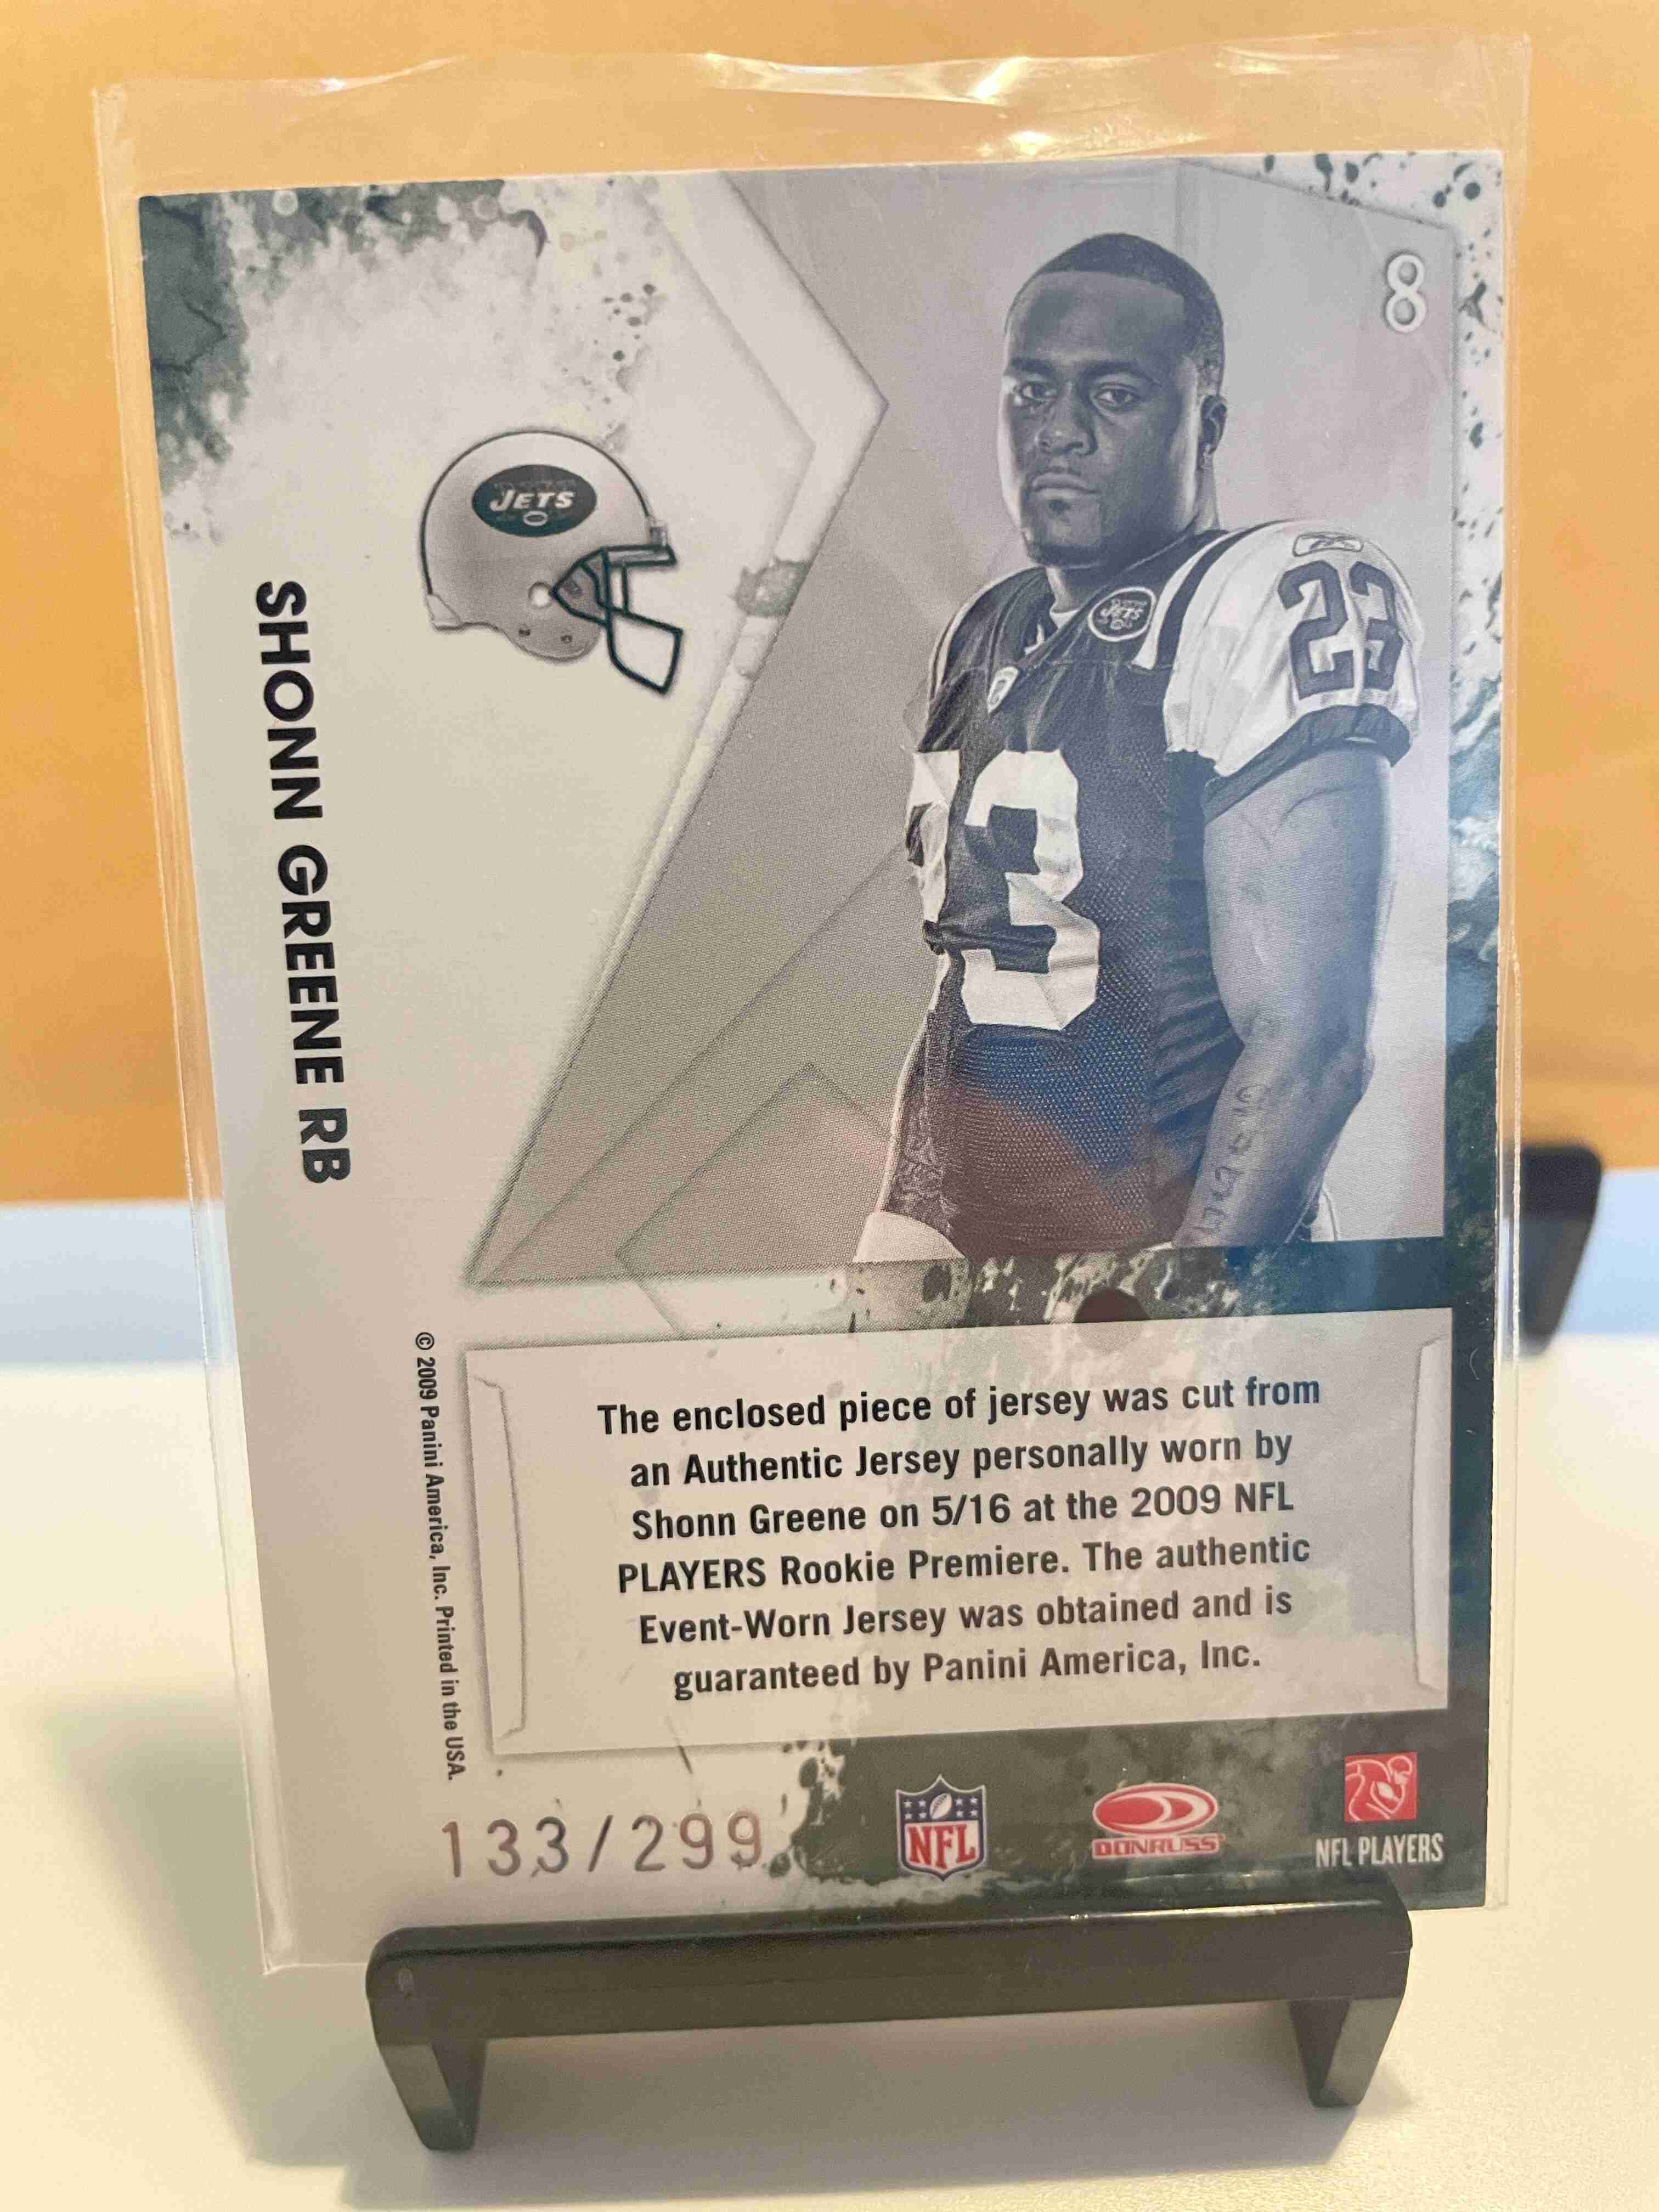 8
JETS
JETS
23
23
SHONN GREENE RB
The enclosed piece of jersey was cut from
an Authentic Jersey personally worn by
Shonn Greene on 5/16 at the 2009 NFL
PLAYERS Rookie Premiere. The authentic
Event-Worn Jersey was obtained and is
guaranteed by Panini America, Inc.
© 2009 Panini America, Inc. Printed in the USA.
133/299
NFL
DONRUSS
NFL PLAYERS